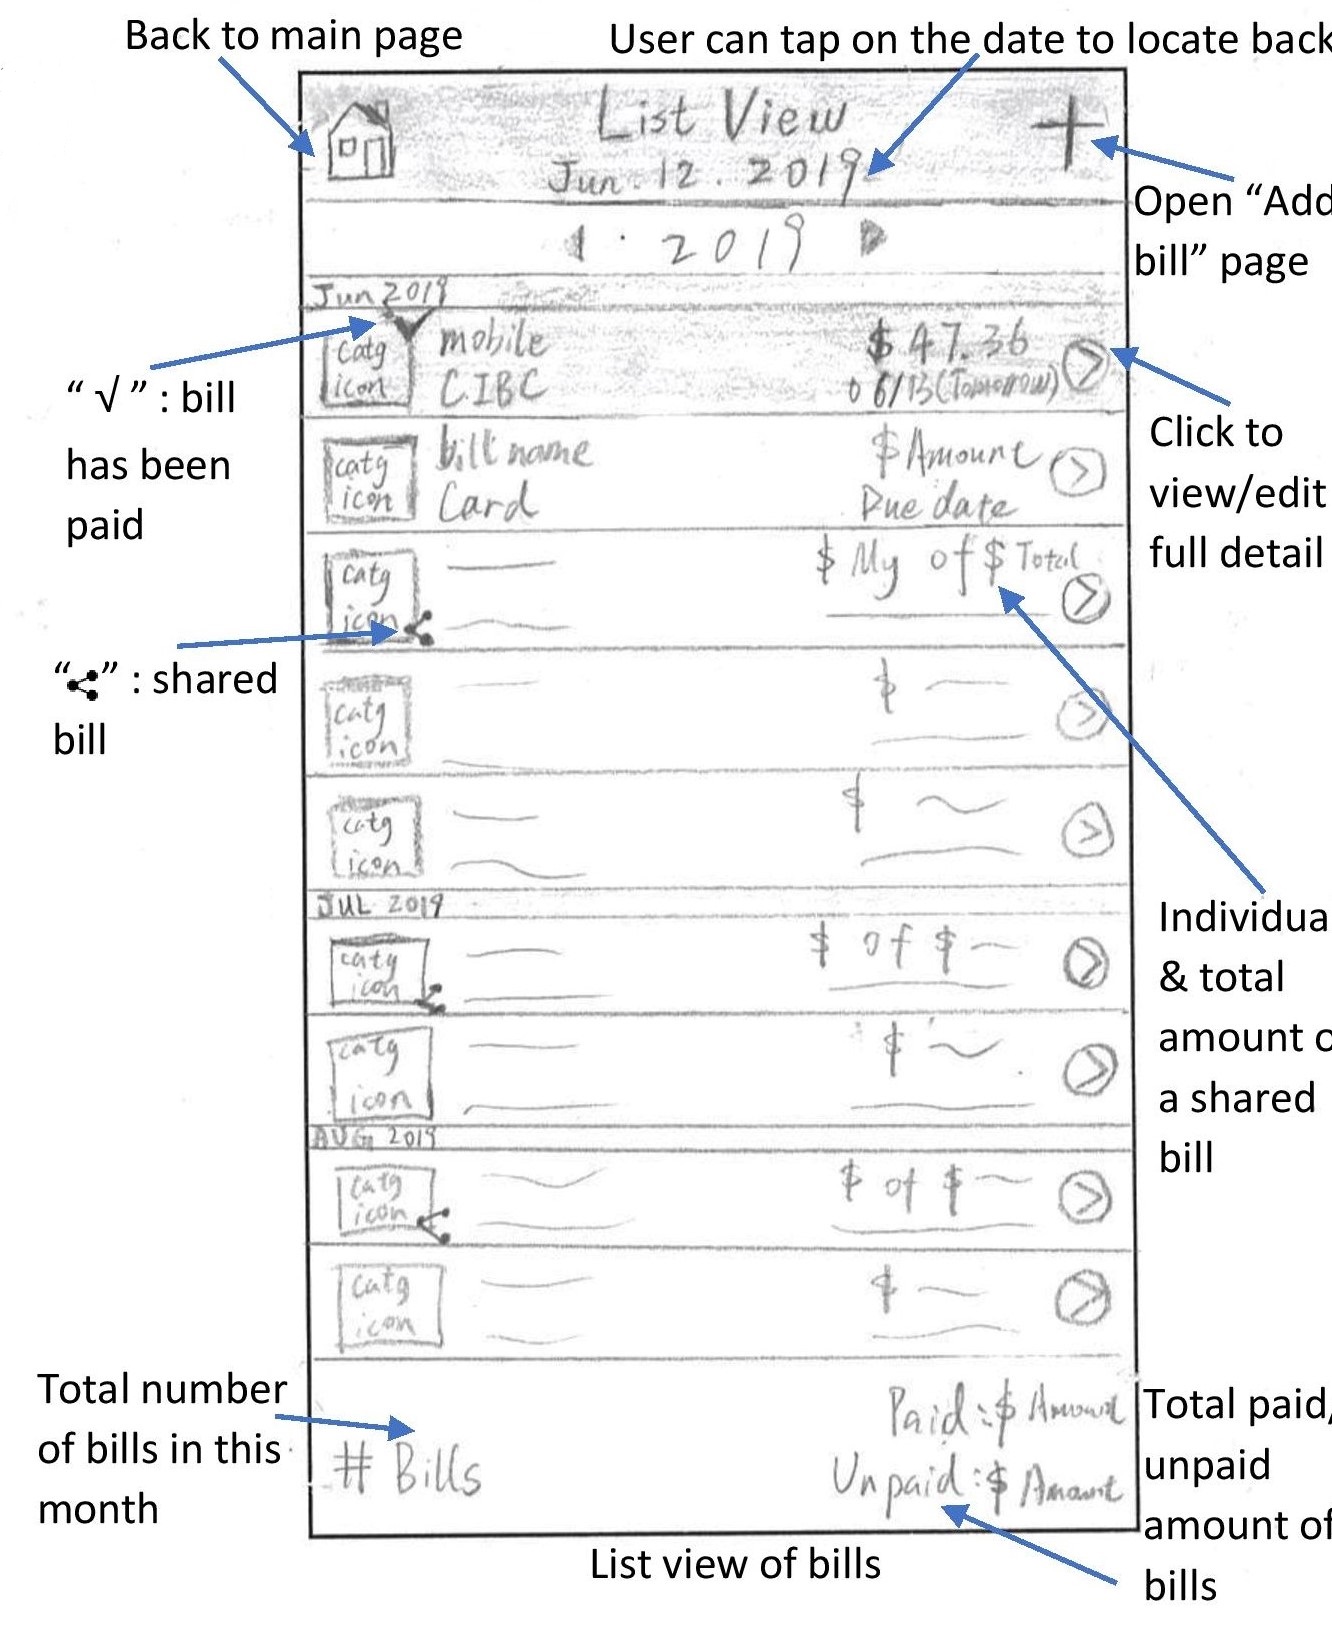 Back to main page
User can tap on the date to locate back
List View
Jun. 12. 2019
Open “Add
bill” page
2019
Jun 2019
“ √ ” : bill
has been
paid
catg
icon
mobile
CIBC
$ 47.36
06/13 (Tomorrow)
Click to
view/edit
full detail
catg
icon
bill name
Card
$ Amount
Due date
catg
icon
$ My of $ Total
“ ” : shared
bill
catg
icon
$
catg
icon
$
JUL 2019
catg
icon
$ of $
Individua
& total
amount o
a shared
bill
catg
icon
$
AUG 2019
catg
icon
$ of $
catg
icon
$
Total number
of bills in this
month
# Bills
Paid : $ Amount
Unpaid : $ Amount
Total paid,
unpaid
amount of
bills
List view of bills